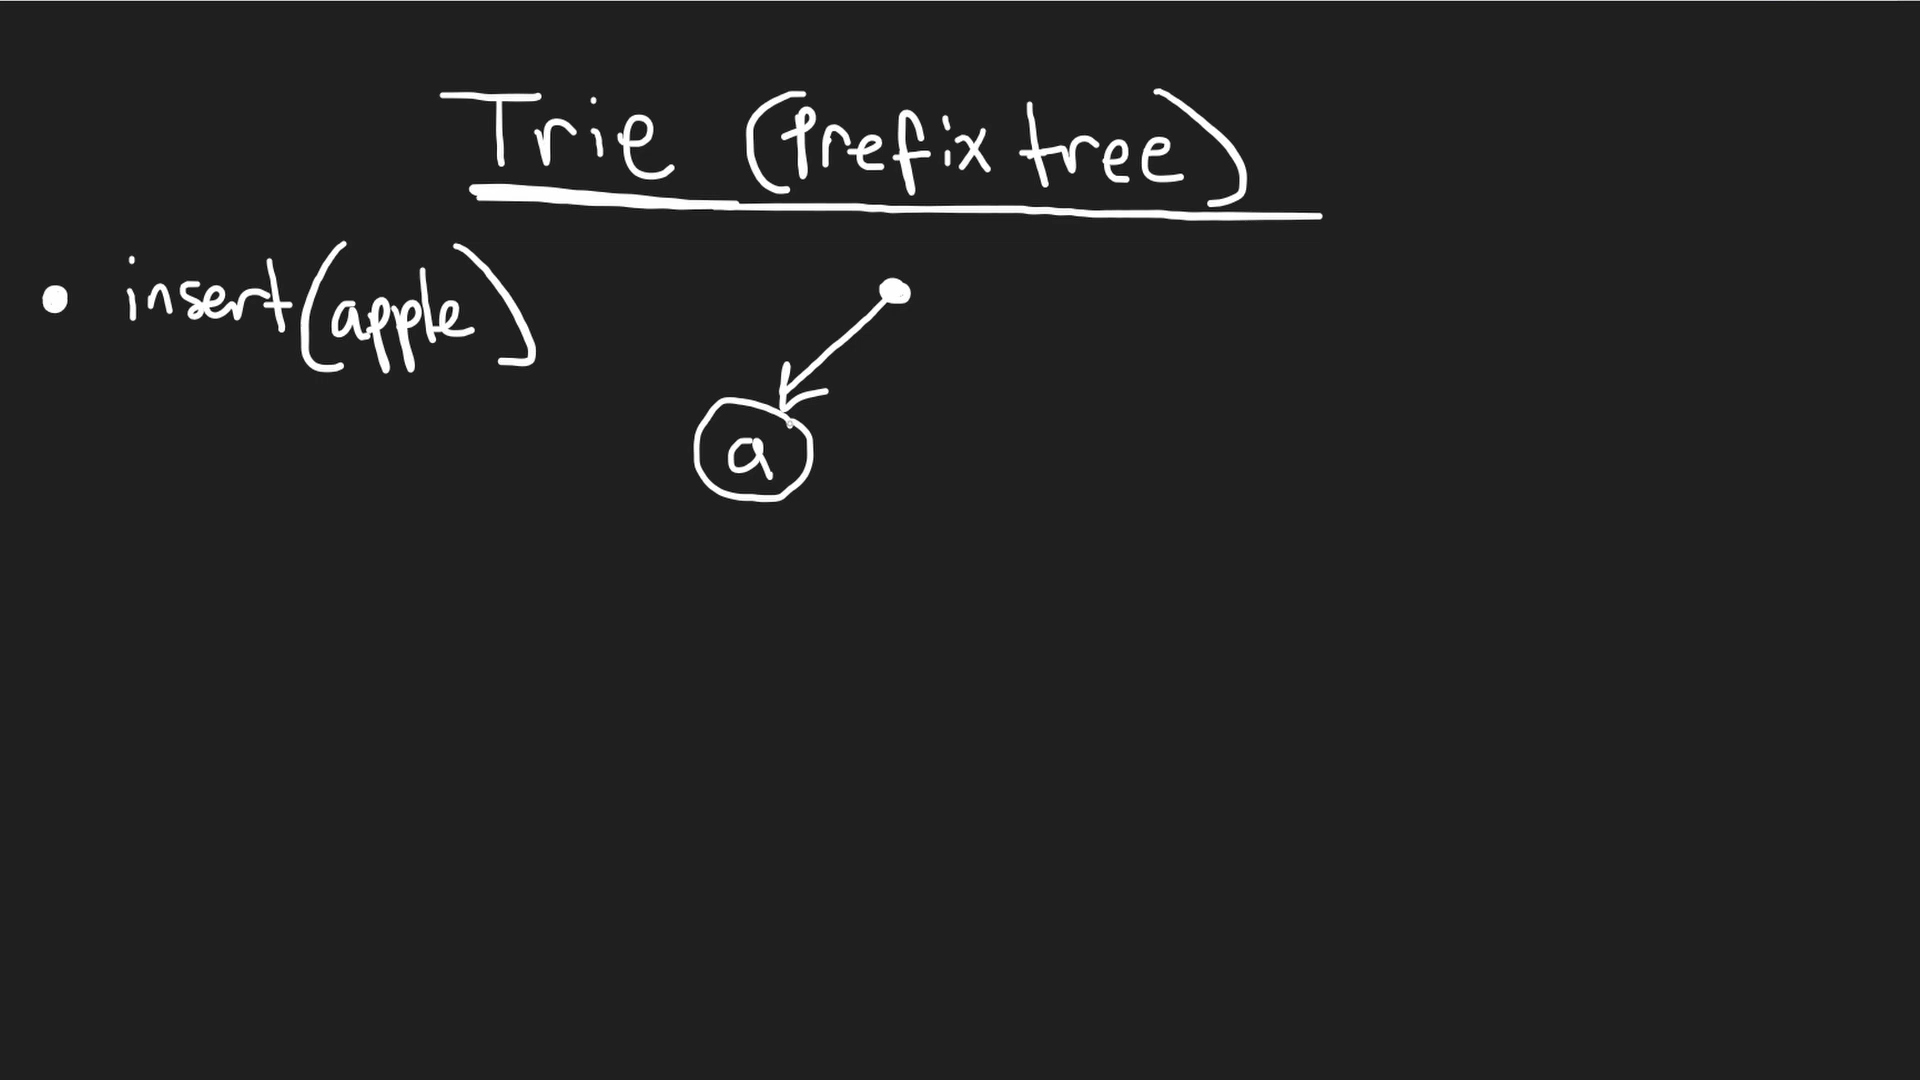 Trie (Prefix tree)
• insert(apple)
a